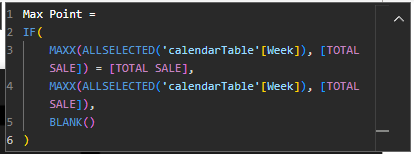 1 Max Point =
2 IF(
3 MAXX(ALLSELECTED('calendarTable'[Week]), [TOTAL
SALE]) = [TOTAL SALE],
4 MAXX(ALLSELECTED('calendarTable'[Week]), [TOTAL
SALE]),
5 BLANK()
6 )